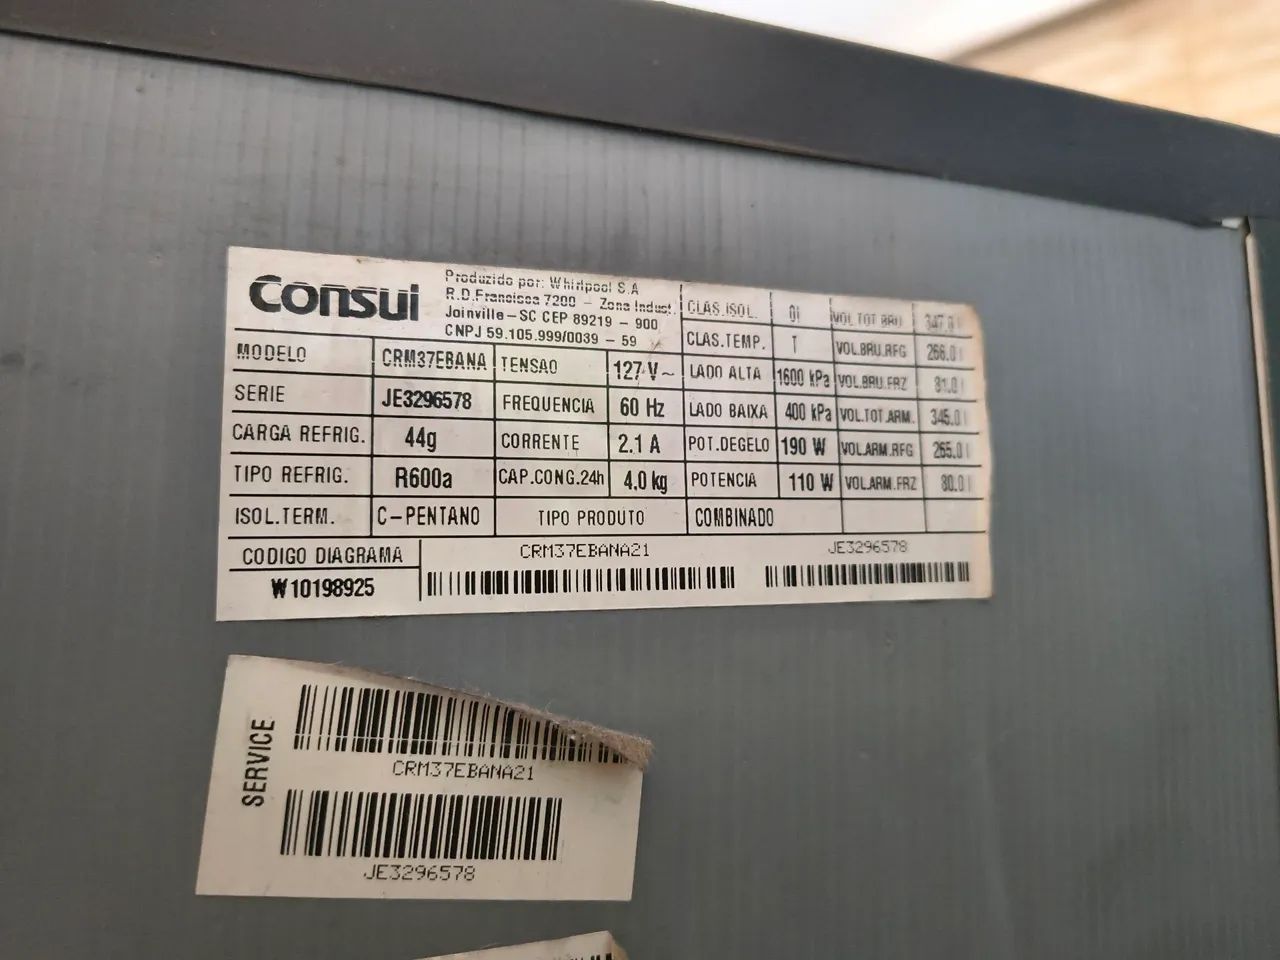 Consul
Produzido por: Whirlpool S.A
R.D.Francisca 7200 - Zona Indust.
Joinville-SC CEP 89219 - 900
CNPJ 59.105.999/0039 - 59
MODELO CRM37EBANA TENSAO 127 V~
SERIE JE3296578 FREQUENCIA 60 Hz
CARGA REFRIG. 44g CORRENTE 2.1 A
TIPO REFRIG. R600a CAP.CONG.24h 4.0 kg
ISOL.TERM. C-PENTANO TIPO PRODUTO COMBINADO
CLAS.ISOL. 01 VOL.TOT.BRU. 347.0 l
CLAS.TEMP. T VOL.BRU.RFG 266.0 l
LADO ALTA 1600 kPa VOL.BRU.FRZ 81.0 l
LADO BAIXA 400 kPa VOL.TOT.ARM. 345.0 l
POT.DEGELO 190 W VOL.ARM.RFG 265.0 l
POTENCIA 110 W VOL.ARM.FRZ 80.0 l
CODIGO DIAGRAMA
W10198925
CRM37EBANA21 JE3296578
SERVICE
CRM37EBANA21
JE3296578